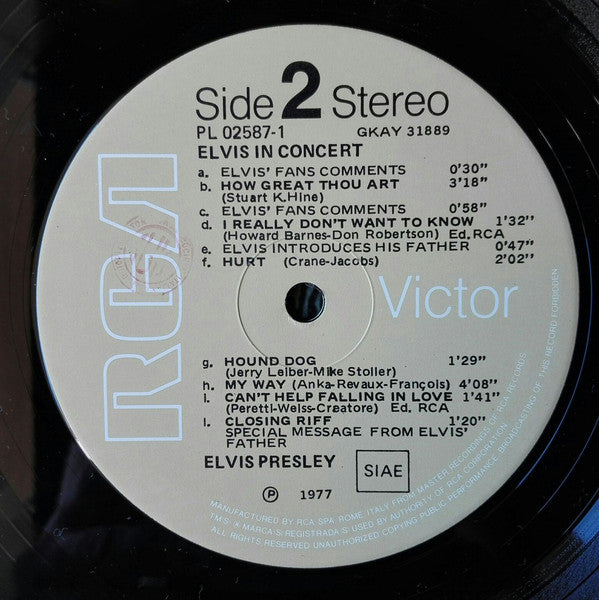 Side 2 Stereo
PL 02587-1 GKAY 31889
ELVIS IN CONCERT
a. ELVIS' FANS COMMENTS 0'30"
b. HOW GREAT THOU ART 3'18"
(Stuart K.Hine)
c. ELVIS' FANS COMMENTS 0'58"
d. I REALLY DON'T WANT TO KNOW 1'32"
(Howard Barnes-Don Robertson) Ed.RCA
e. ELVIS INTRODUCES HIS FATHER 0'47"
f. HURT (Crane-Jacobs) 2'02"
RCA Victor
g. HOUND DOG 1'29"
(Jerry Leiber-Mike Stoller)
h. MY WAY (Anka-Revaux-François) 4'08"
i. CAN'T HELP FALLING IN LOVE 1'41"
(Peretti-Weiss-Creatore) Ed. RCA
l. CLOSING RIFF 1'20"
SPECIAL MESSAGE FROM ELVIS'
FATHER
ELVIS PRESLEY SIAE
℗ 1977
MANUFACTURED BY RCA SPA ROME ITALY FROM MASTER RECORDINGS OF RCA RECORDS
TMS ® MARCA'S REGISTRADA'S USED BY AUTHORITY OF RCA CORPORATION
ALL RIGHTS RESERVED UNAUTHORIZED COPYING PUBLIC PERFORMANCE, BROADCASTING OF THIS RECORD FORBIDDEN